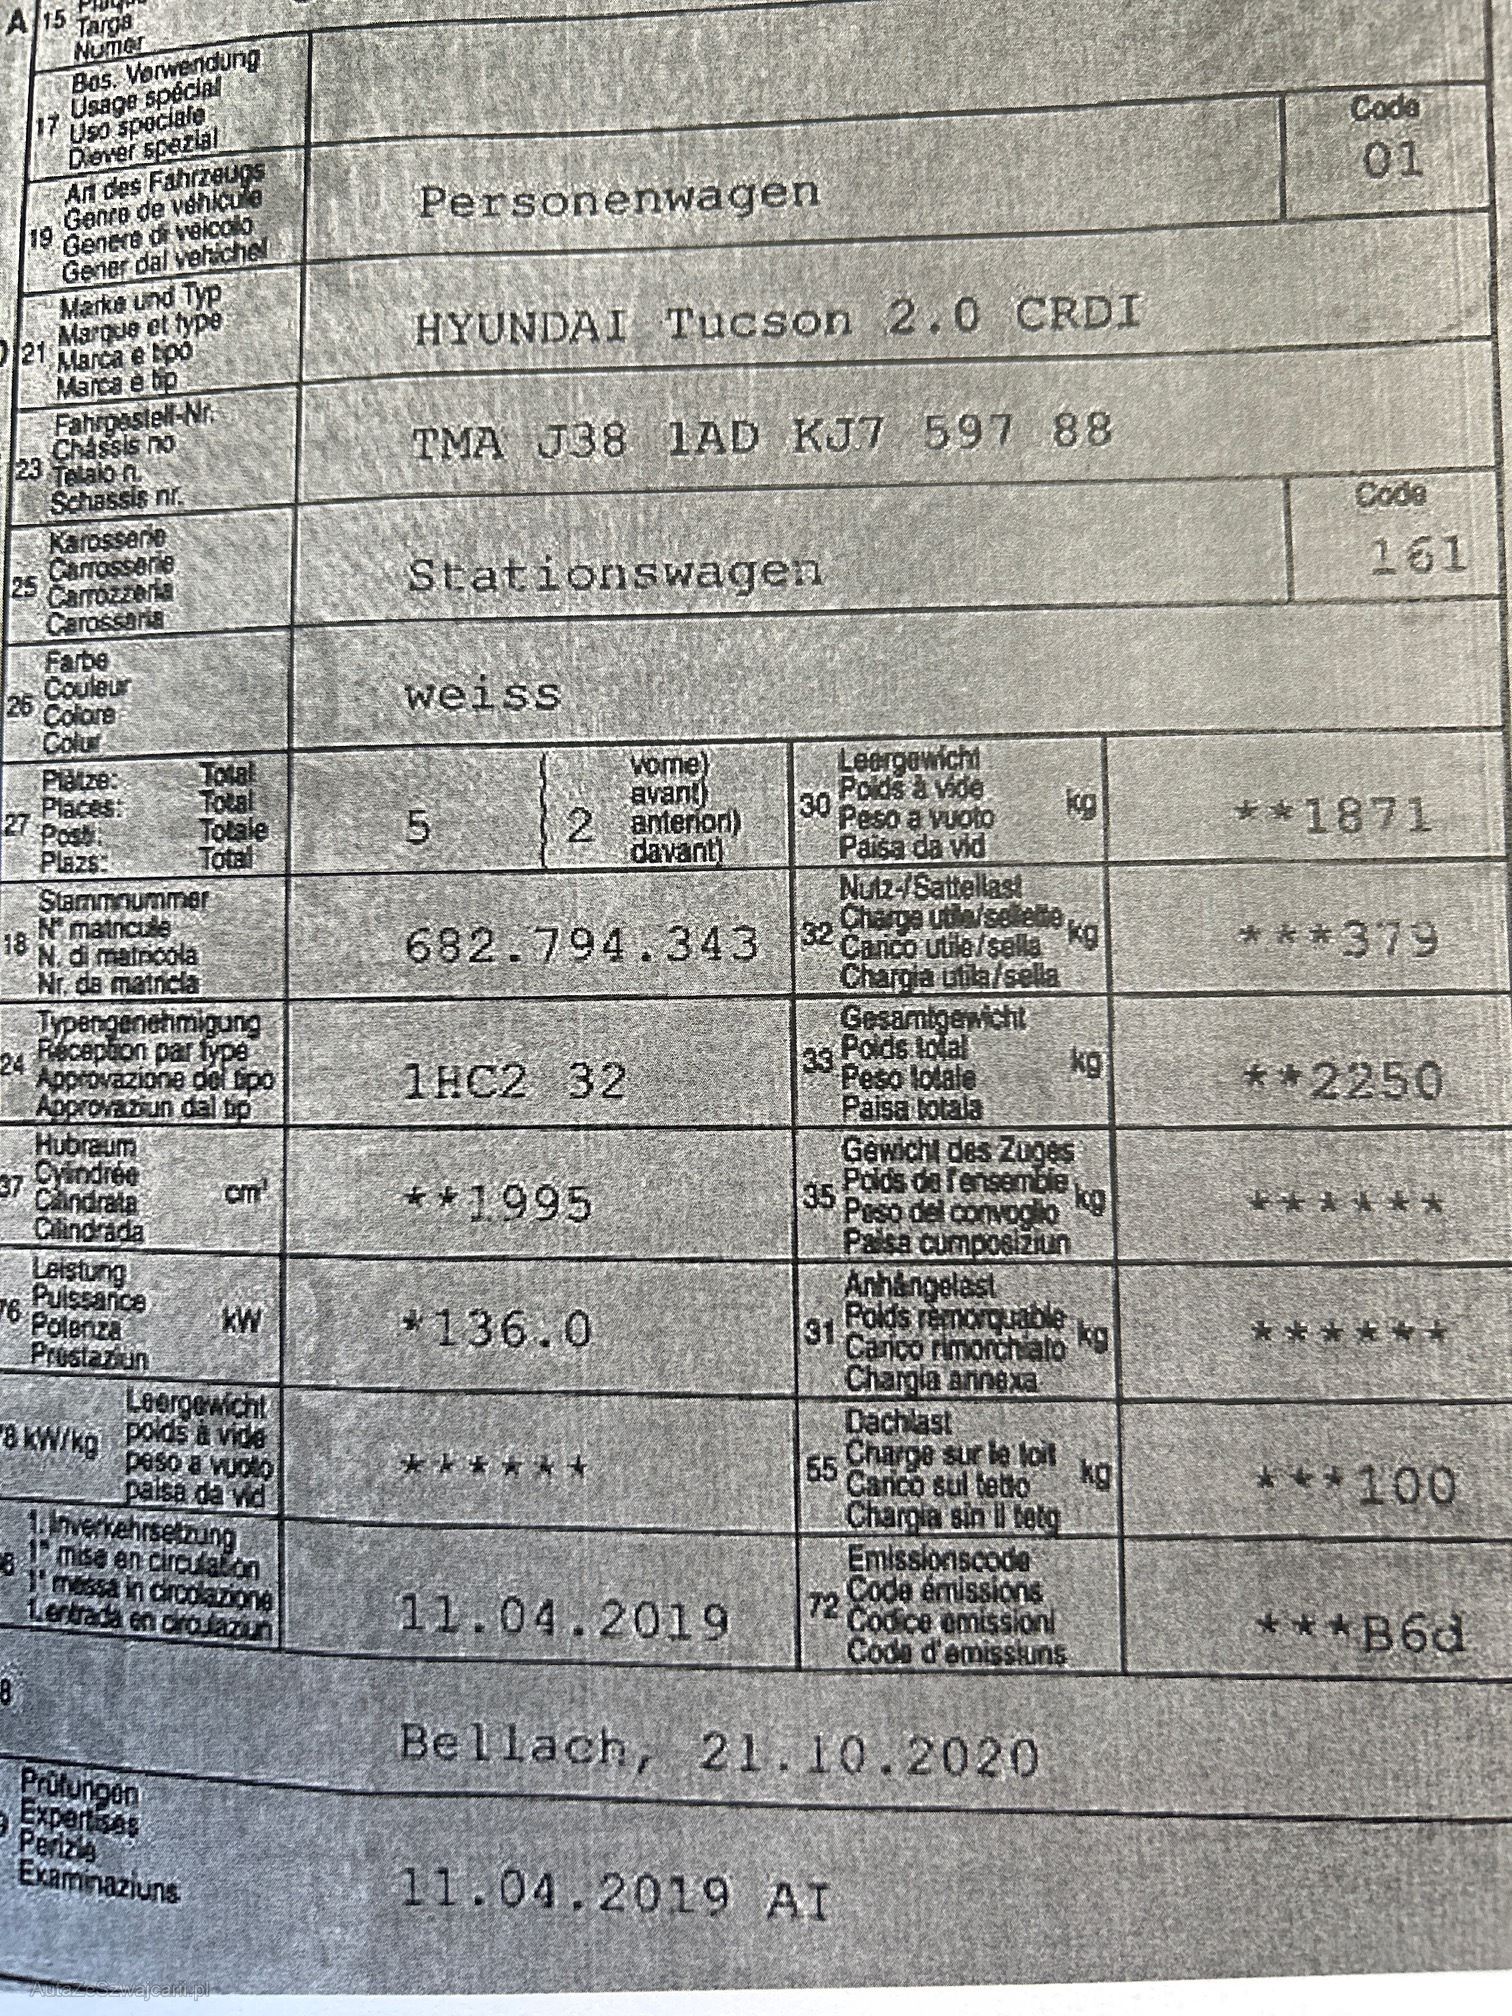 A 15 Targa
Numer
17 Bes. Verwendung
Usage spécial
Uso speciale
Diever spezial
19 Art des Fahrzeugs
Genre de véhicule
Genere di veicolo
Gener dal vehichel
Personenwagen
Code
01
21 Marke und Typ
Marque et type
Marca e tipo
Marca e tip
HYUNDAI Tucson 2.0 CRDI
23 Fahrgestell-Nr.
Châssis no
Telaio n.
Schassis nr.
TMA J38 1AD KJ7 597 88
25 Karosserie
Carrosserie
Carrozzeria
Carossaria
Stationswagen
Code
161
26 Farbe
Couleur
Colore
Colur
weiss
27 Plätze: Total
Places: Total
Posti: Totale
Plazs: Total
5
2
vorne)
avant)
anteriori)
davant)
30 Leergewicht
Poids à vide
Peso a vuoto
Paisa da vid
kg
**1871
18 Stammnummer
N° matricule
N. di matricola
Nr. da matricla
682.794.343
32 Nutz-/Sattellast
Charge utile/sellette
Carico utile/sella
Chargia utila/sella
kg
***379
24 Typengenehmigung
Réception par type
Approvazione del tipo
Approvaziun dal tip
1HC2 32
33 Gesamtgewicht
Poids total
Peso totale
Paisa totala
kg
**2250
37 Hubraum
Cylindrée
Cilindrata
Cilindrada
cm³
**1995
35 Gewicht des Zuges
Poids de l'ensemble
Peso del convoglio
Paisa cumposiziun
kg
******
76 Leistung
Puissance
Potenza
Prestaziun
kW
*136.0
31 Anhängelast
Poids remorquable
Carico rimorchiato
Chargia annexa
kg
******
78 kW/kg
Leergewicht
poids à vide
peso a vuoto
paisa da vid
******
55 Dachlast
Charge sur le toit
Carico sul tetto
Chargia sin il tetg
kg
***100
1. Inverkehrsetzung
1re mise en circulation
1a messa in circolazione
1. entrada en circulaziun
11.04.2019
72 Emissionscode
Code émissions
Codice emissioni
Code d'emissiuns
***B6d
8
Bellach, 21.10.2020
Prüfungen
Expertises
Perizie
Examinaziuns
11.04.2019 AI
AutaZeSzwajcarii.pl